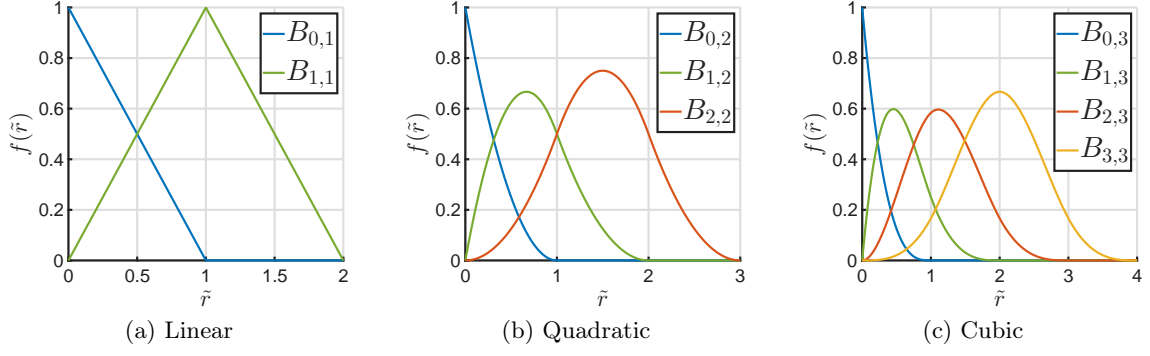 1
0.8
0.6
0.4
0.2
0
f(r̃)
B0,1
B1,1
0
0.5
1
1.5
2
r̃
(a) Linear
1
0.8
0.6
0.4
0.2
0
f(r̃)
B0,2
B1,2
B2,2
0
1
2
3
r̃
(b) Quadratic
1
0.8
0.6
0.4
0.2
0
f(r̃)
B0,3
B1,3
B2,3
B3,3
0
1
2
3
4
r̃
(c) Cubic